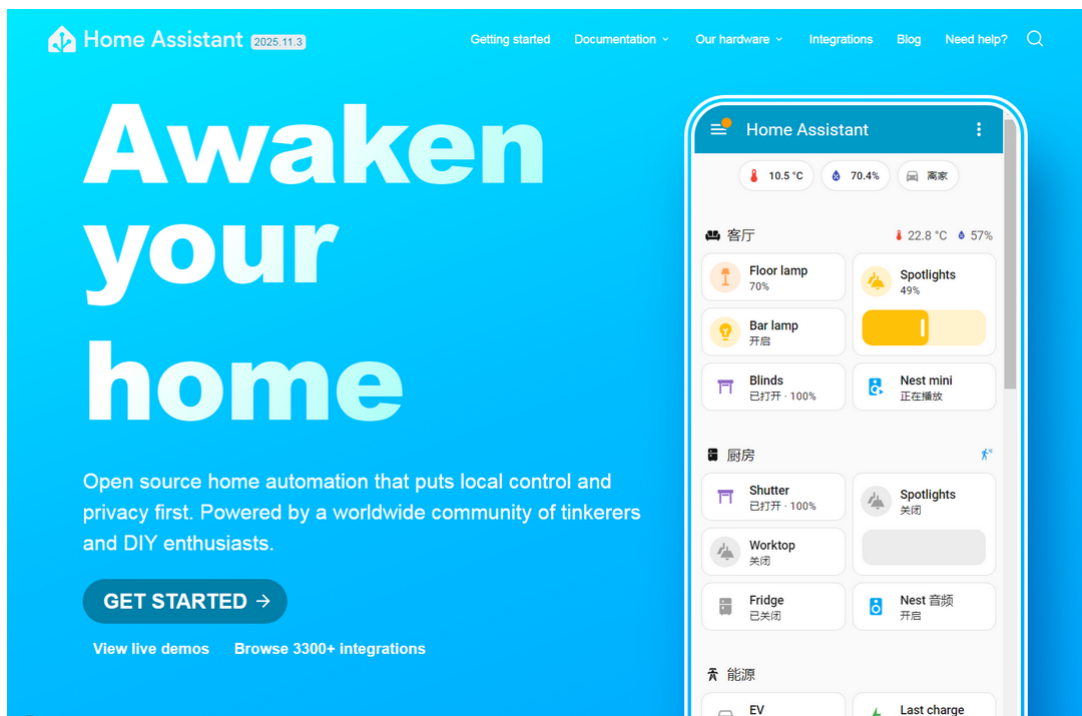 Home Assistant 2025.11.3
Getting started Documentation Our hardware Integrations Blog Need help?
Awaken
your
home
Open source home automation that puts local control and
privacy first. Powered by a worldwide community of tinkerers
and DIY enthusiasts.
GET STARTED →
View live demos Browse 3300+ integrations
Home Assistant
10.5 °C 70.4% 离家
客厅 22.8 °C 57%
Floor lamp
70%
Spotlights
49%
Bar lamp
开启
Blinds
已打开 · 100%
Nest mini
正在播放
厨房
Shutter
已打开 · 100%
Spotlights
关闭
Worktop
关闭
Fridge
已关闭
Nest 音频
开启
能源
EV
Last charge